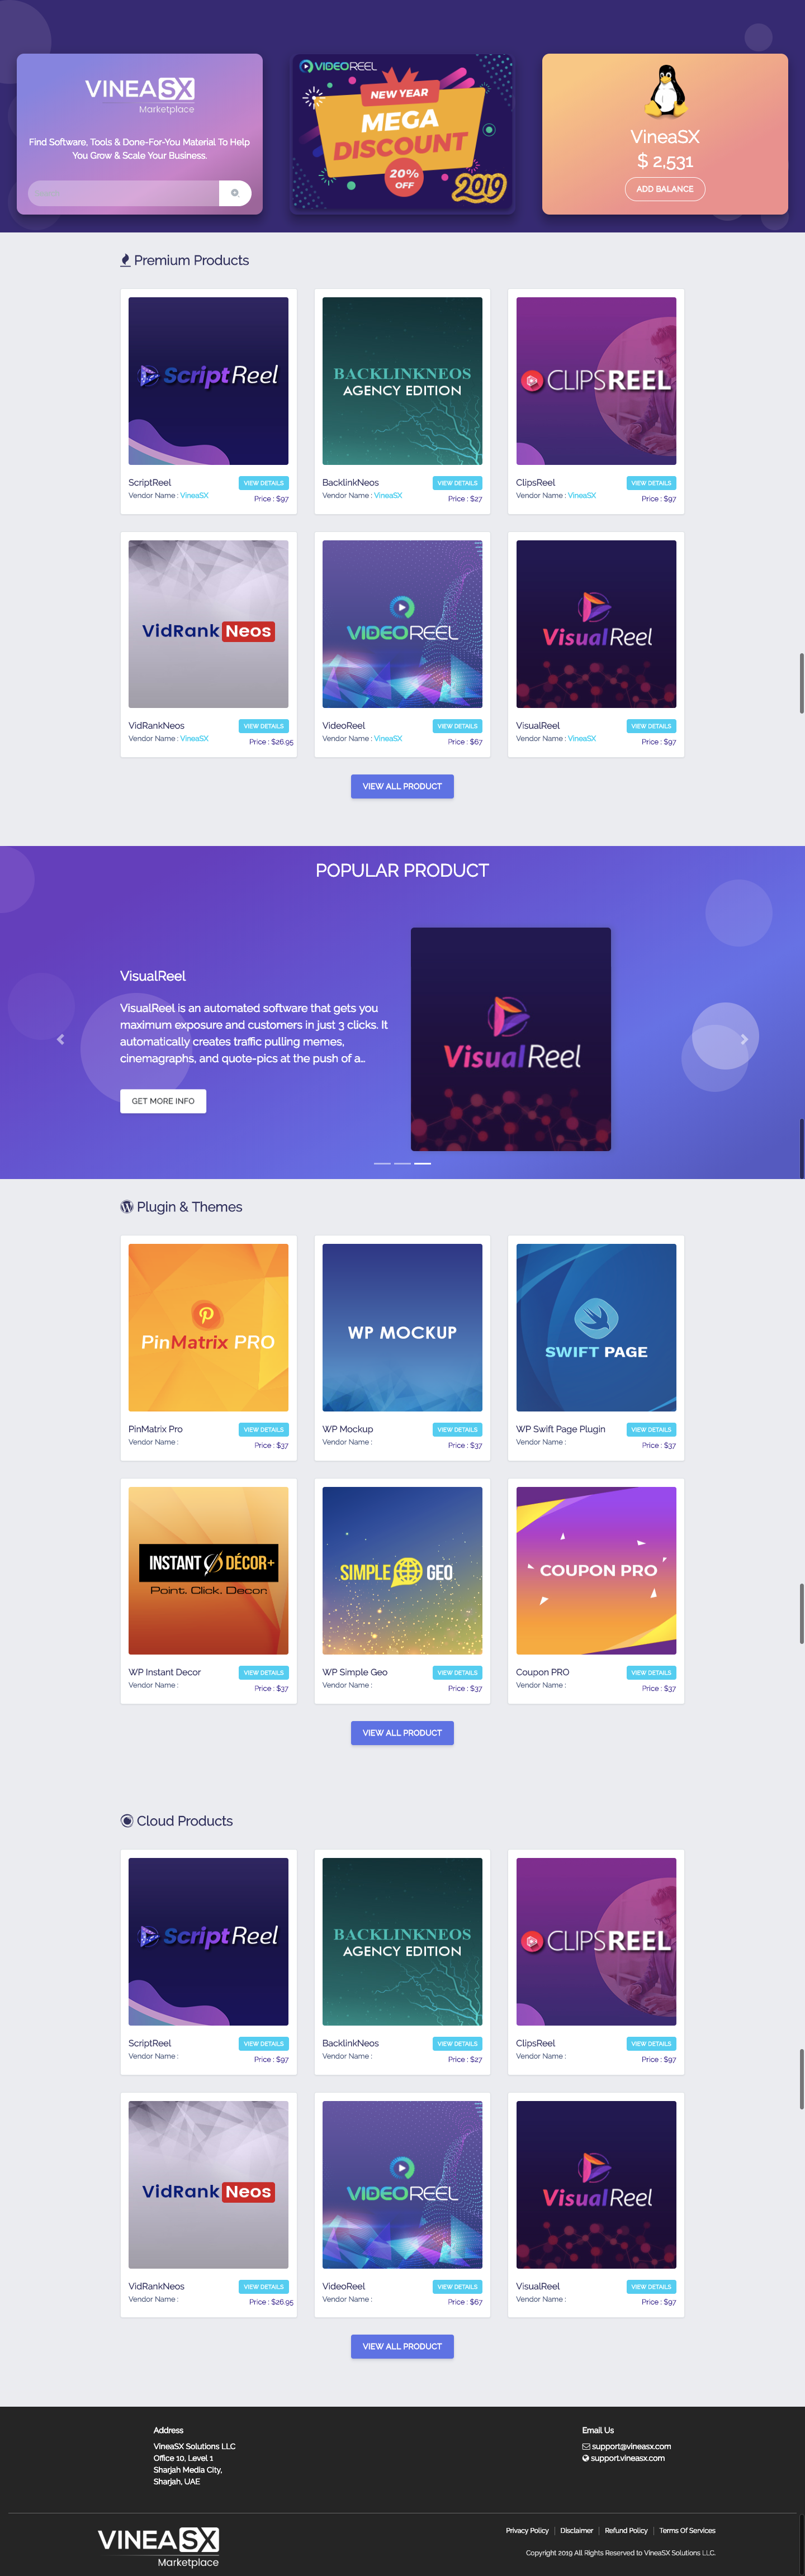 VINEASX
Marketplace
Find Software, Tools & Done-For-You Material To Help
You Grow & Scale Your Business.
VIDEOREEL
NEW YEAR
MEGA
DISCOUNT
20%
OFF
2019
VineaSX
$ 2,531
ADD BALANCE
Premium Products
ScriptReel
BACKLINKNEOS
AGENCY EDITION
CLIPSREEL
ScriptReel
VIEW DETAILS
Vendor Name : VineaSX
Price : $97
BacklinkNeos
VIEW DETAILS
Vendor Name : VineaSX
Price : $27
ClipsReel
VIEW DETAILS
Vendor Name : VineaSX
Price : $97
VidRank Neos
VIDEOREEL
VisualReel
VidRankNeos
VIEW DETAILS
Vendor Name : VineaSX
Price : $26.95
VideoReel
VIEW DETAILS
Vendor Name : VineaSX
Price : $67
VisualReel
VIEW DETAILS
Vendor Name : VineaSX
Price : $97
VIEW ALL PRODUCT
POPULAR PRODUCT
VisualReel
VisualReel is an automated software that gets you
maximum exposure and customers in just 3 clicks. It
automatically creates traffic pulling memes,
cinemagraphs, and quote-pics at the push of a...
GET MORE INFO
VisualReel
Plugin & Themes
PinMatrix PRO
WP MOCKUP
SWIFT PAGE
PinMatrix Pro
VIEW DETAILS
Vendor Name :
Price : $37
WP Mockup
VIEW DETAILS
Vendor Name :
Price : $37
WP Swift Page Plugin
VIEW DETAILS
Vendor Name :
Price : $37
INSTANT DÉCOR+
Point. Click. Decor.
SIMPLE GEO
COUPON PRO
WP Instant Decor
VIEW DETAILS
Vendor Name :
Price : $37
WP Simple Geo
VIEW DETAILS
Vendor Name :
Price : $37
Coupon PRO
VIEW DETAILS
Vendor Name :
Price : $37
VIEW ALL PRODUCT
Cloud Products
ScriptReel
BACKLINKNEOS
AGENCY EDITION
CLIPSREEL
ScriptReel
VIEW DETAILS
Vendor Name :
Price : $97
BacklinkNeos
VIEW DETAILS
Vendor Name :
Price : $27
ClipsReel
VIEW DETAILS
Vendor Name :
Price : $97
VidRank Neos
VIDEOREEL
VisualReel
VidRankNeos
VIEW DETAILS
Vendor Name :
Price : $26.95
VideoReel
VIEW DETAILS
Vendor Name :
Price : $67
VisualReel
VIEW DETAILS
Vendor Name :
Price : $97
VIEW ALL PRODUCT
Address
VineaSX Solutions LLC
Office 10, Level 1
Sharjah Media City,
Sharjah, UAE
Email Us
support@vineasx.com
support.vineasx.com
VINEASX
Marketplace
Privacy Policy | Disclaimer | Refund Policy | Terms Of Services
Copyright 2019 All Rights Reserved to VineaSX Solutions LLC.